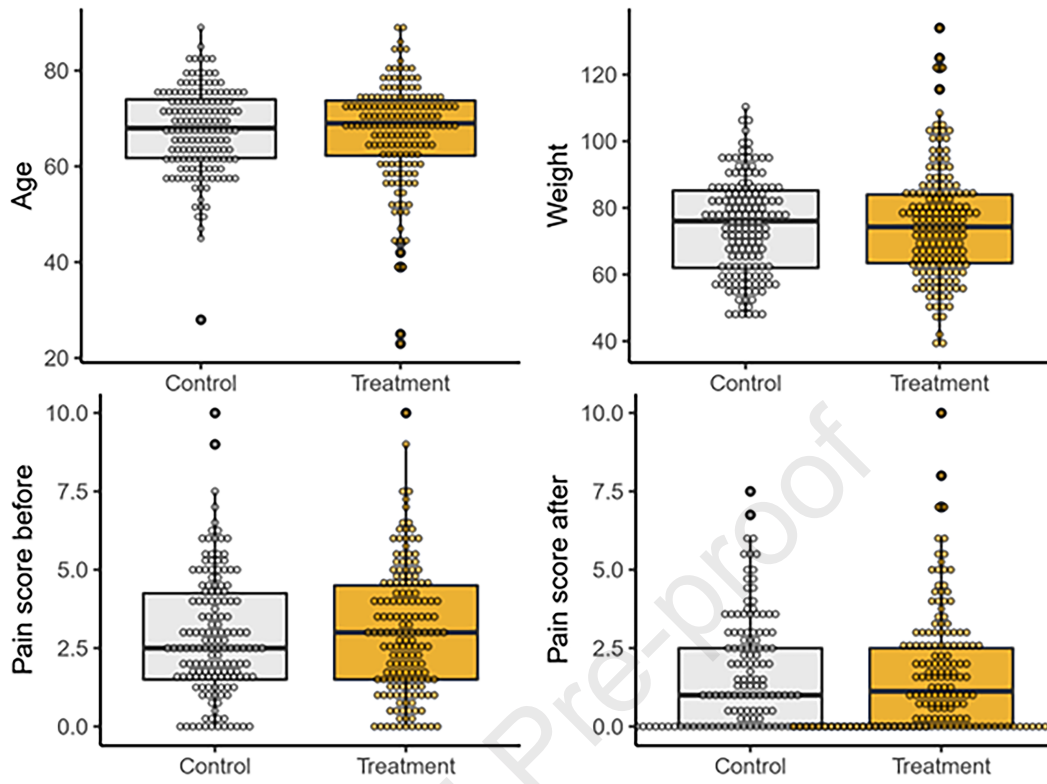 Age
80
60
40
20
Control Treatment
Weight
120
100
80
60
40
Control Treatment
Pain score before
10.0
7.5
5.0
2.5
0.0
Control Treatment
Pain score after
10.0
7.5
5.0
2.5
0.0
Control Treatment
Pre-proof